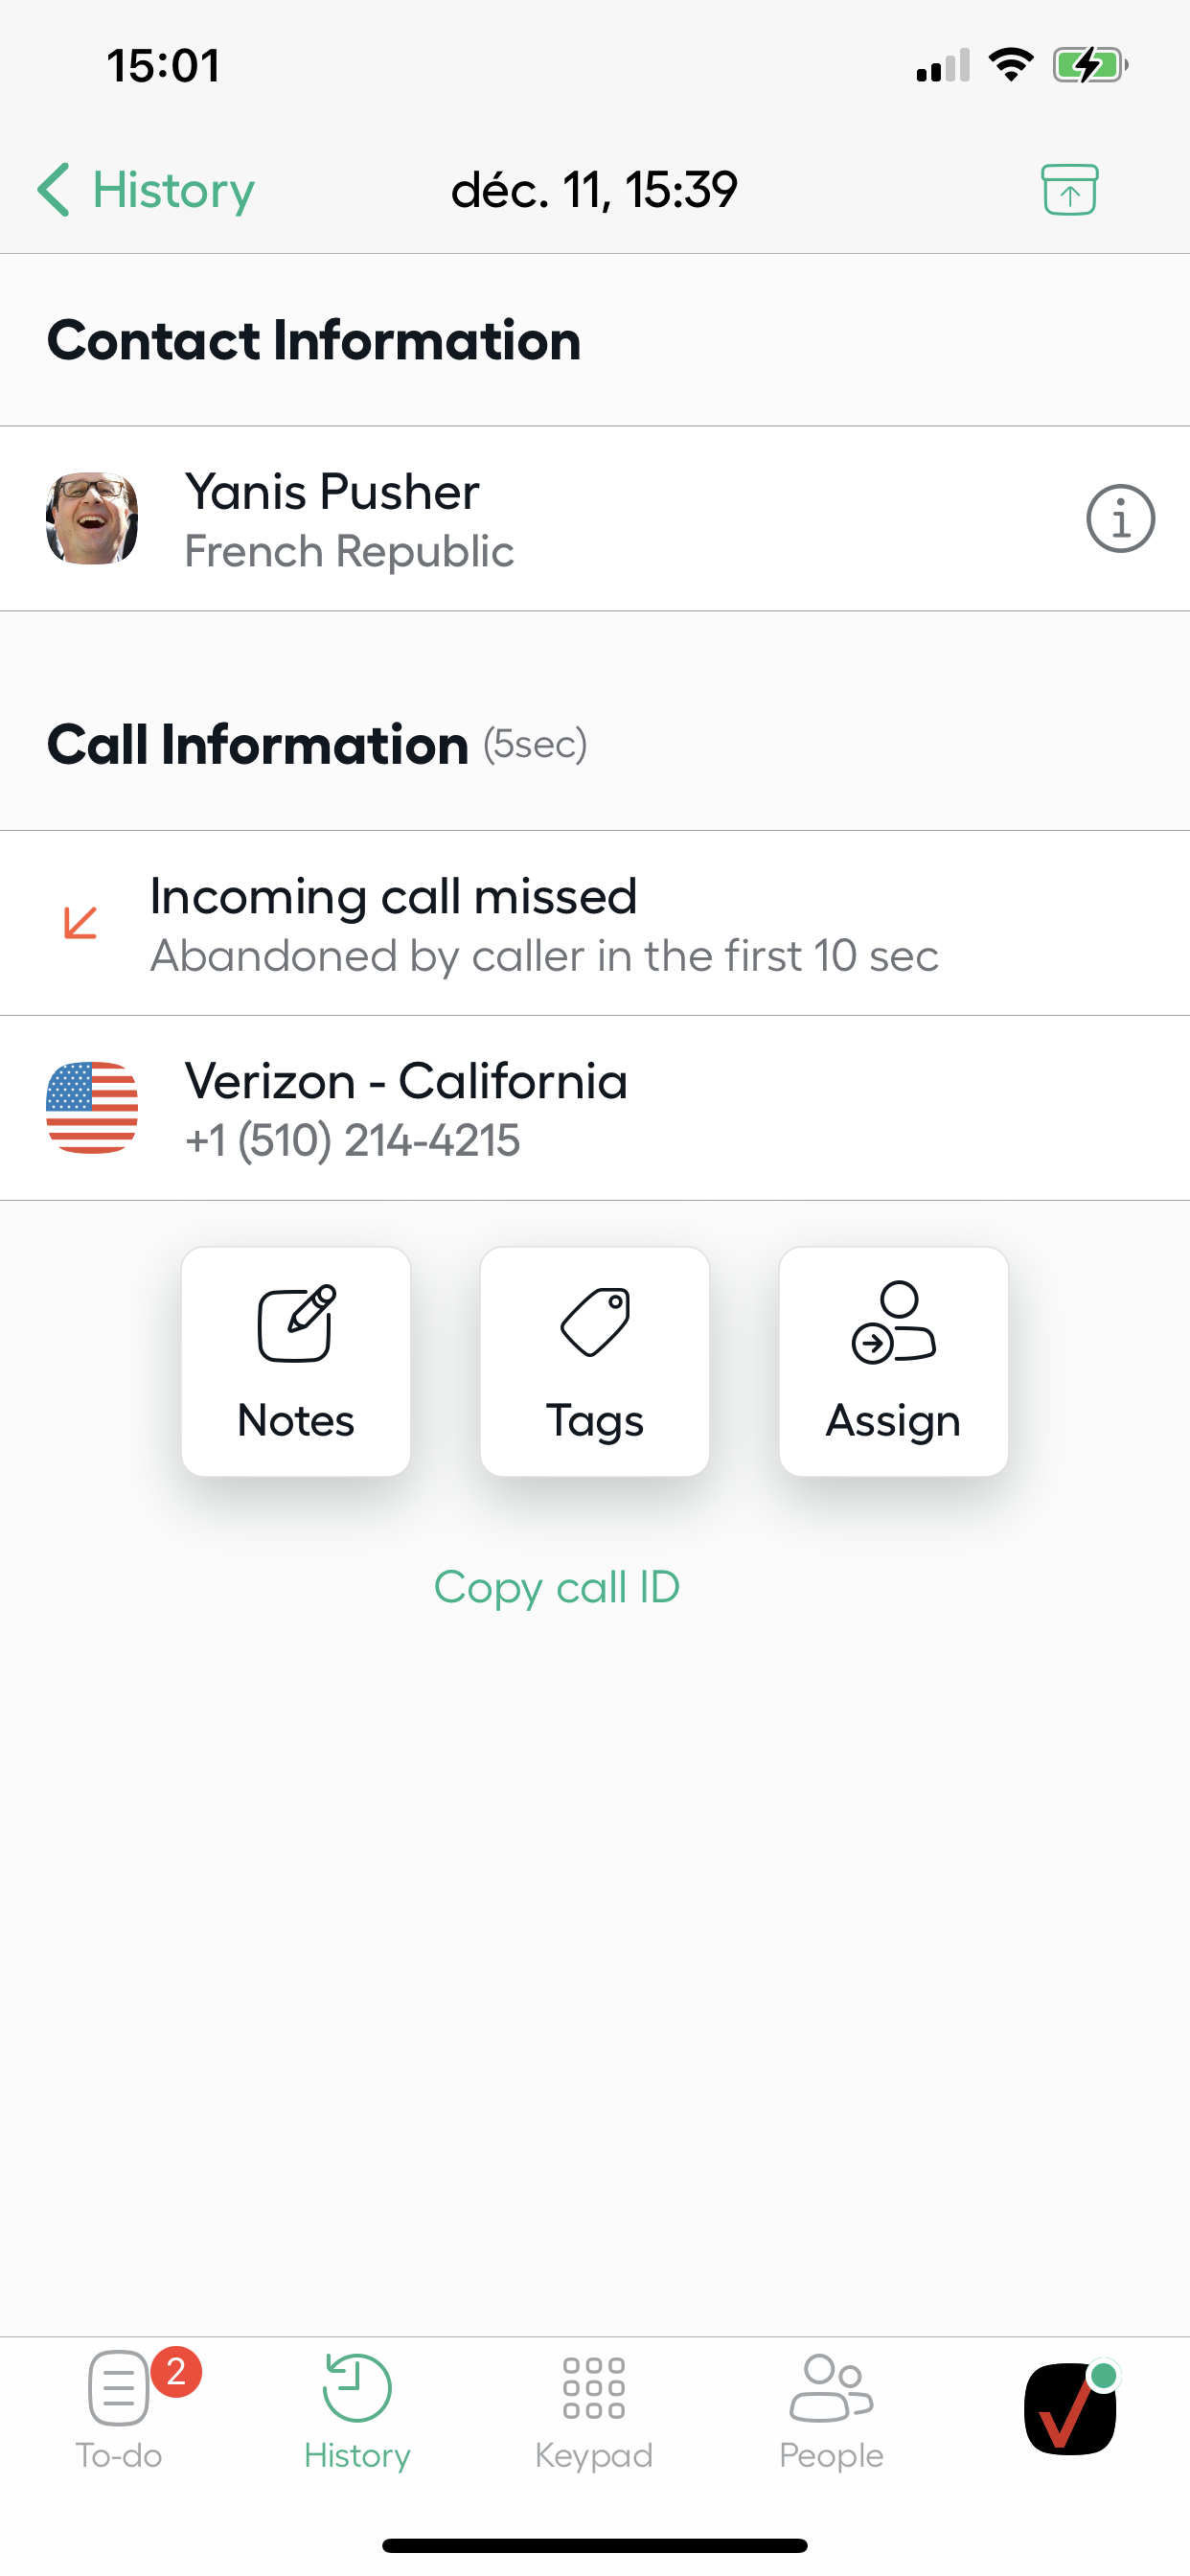 15:01
History
déc. 11, 15:39
Contact Information
Yanis Pusher
French Republic
Call Information (5sec)
Incoming call missed
Abandoned by caller in the first 10 sec
Verizon - California
+1 (510) 214-4215
Notes
Tags
Assign
Copy call ID
2
To-do
History
Keypad
People